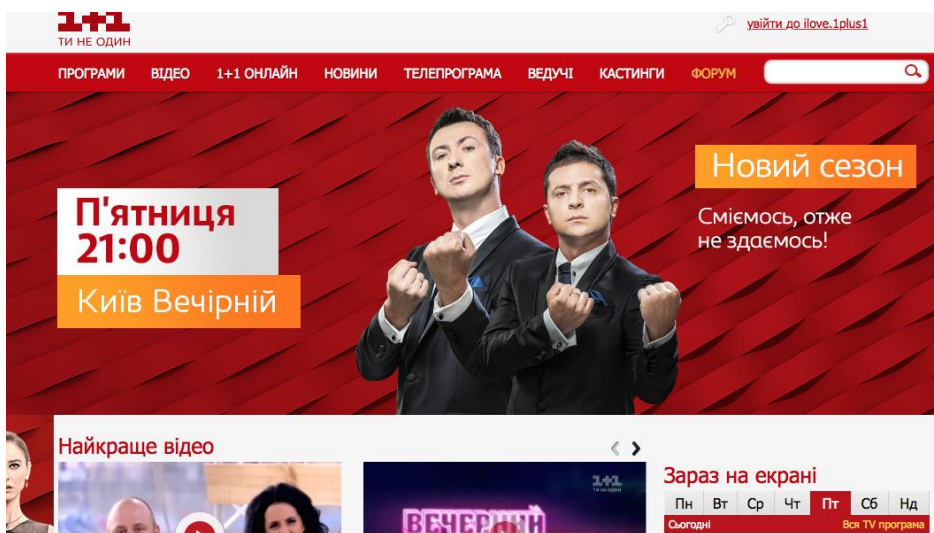 1+1
ТИ НЕ ОДИН
увійти до ilove.1plus1
ПРОГРАМИ ВІДЕО 1+1 ОНЛАЙН НОВИНИ ТЕЛЕПРОГРАМА ВЕДУЧІ КАСТИНГИ ФОРУМ
П'ятниця
21:00
Київ Вечірній
Новий сезон
Сміємось, отже
не здаємось!
Найкраще відео
1+1
ТИ НЕ ОДИН
ВЕЧЕРНИЙ
Зараз на екрані
Пн Вт Ср Чт Пт Сб Нд
Сьогодні Вся TV програма